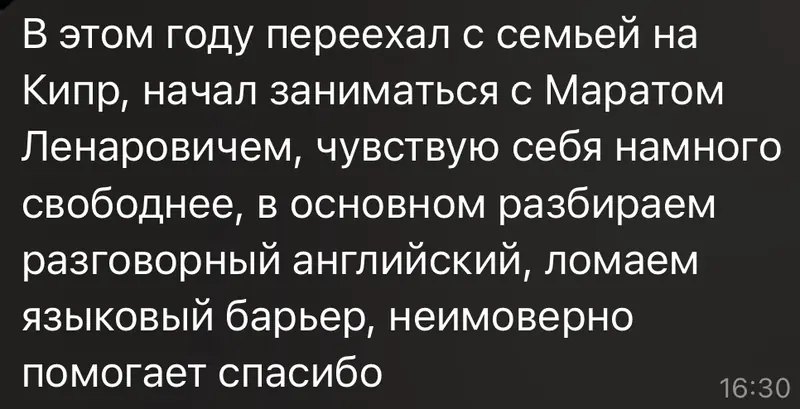 В этом году переехал с семьей на
Кипр, начал заниматься с Маратом
Ленаровичем, чувствую себя намного
свободнее, в основном разбираем
разговорный английский, ломаем
языковый барьер, неимоверно
помогает спасибо
16:30